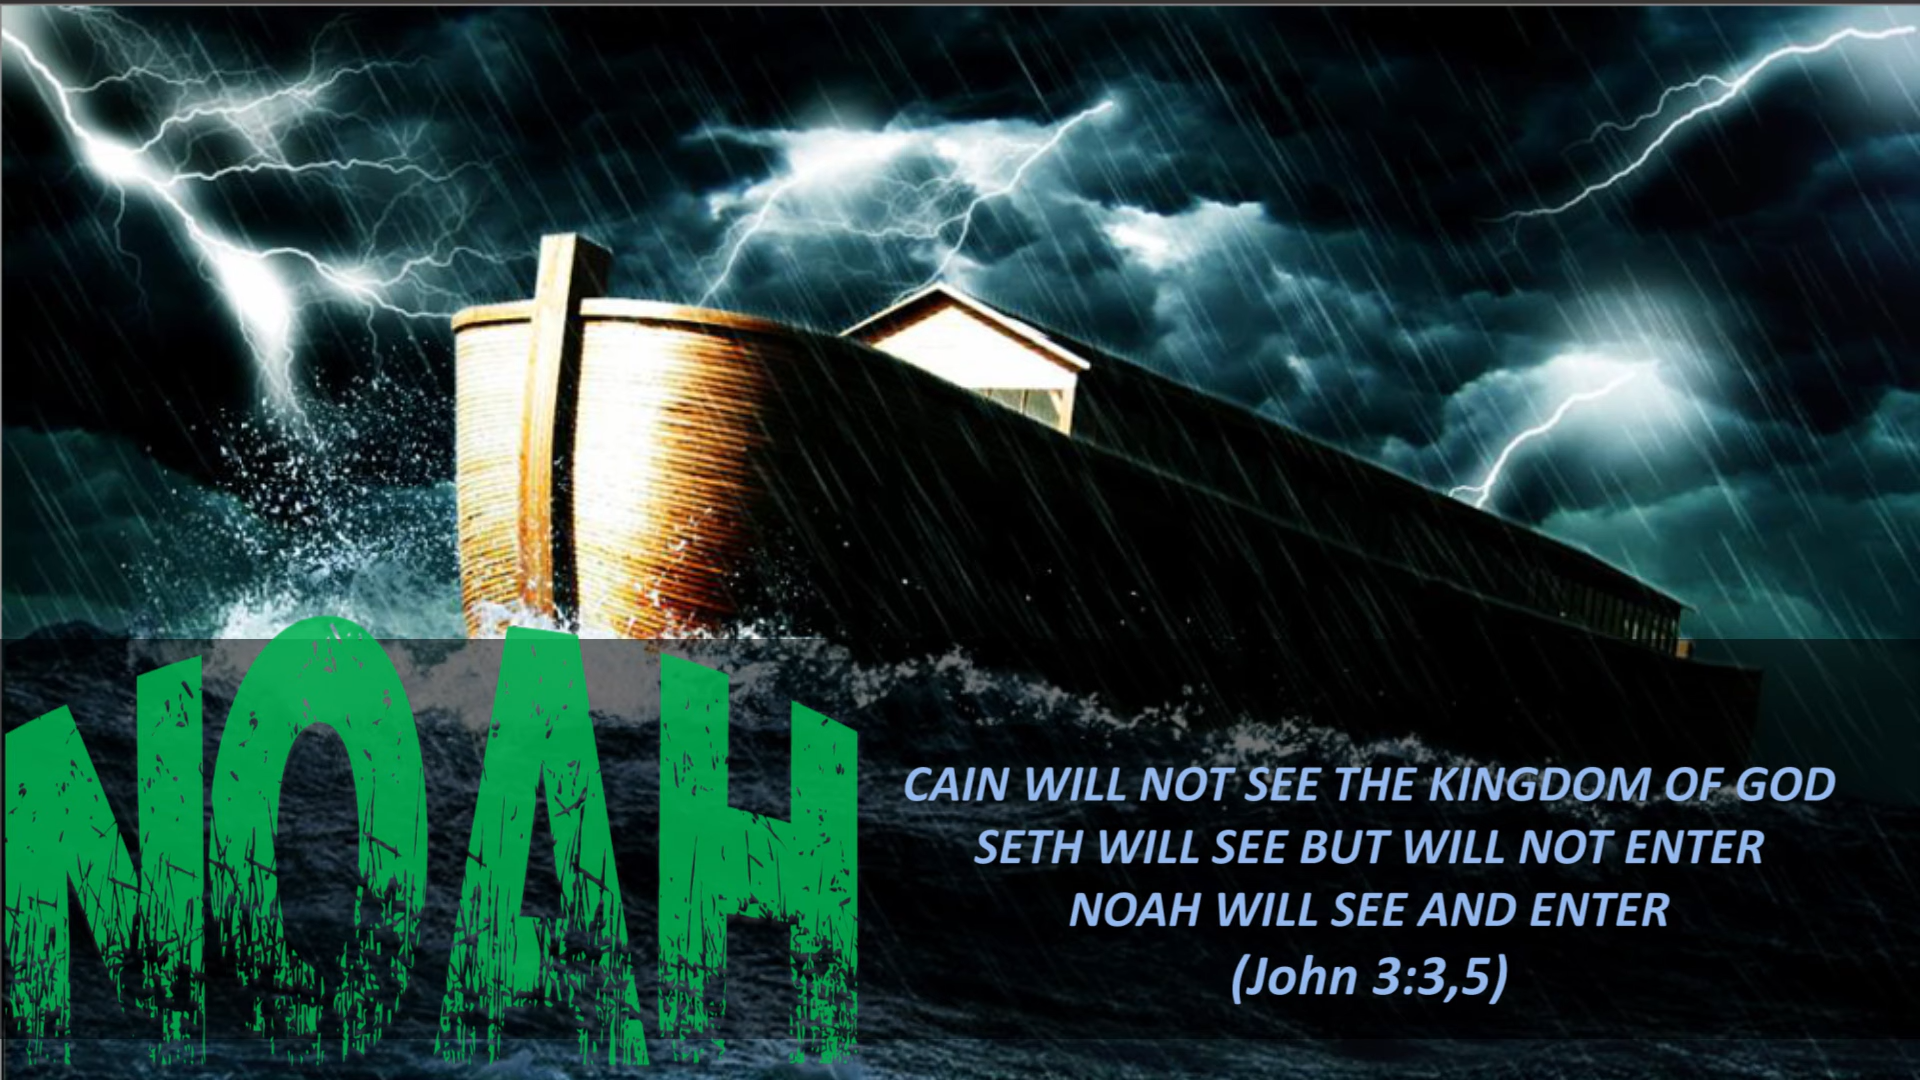 NOAH
CAIN WILL NOT SEE THE KINGDOM OF GOD
SETH WILL SEE BUT WILL NOT ENTER
NOAH WILL SEE AND ENTER
(John 3:3,5)